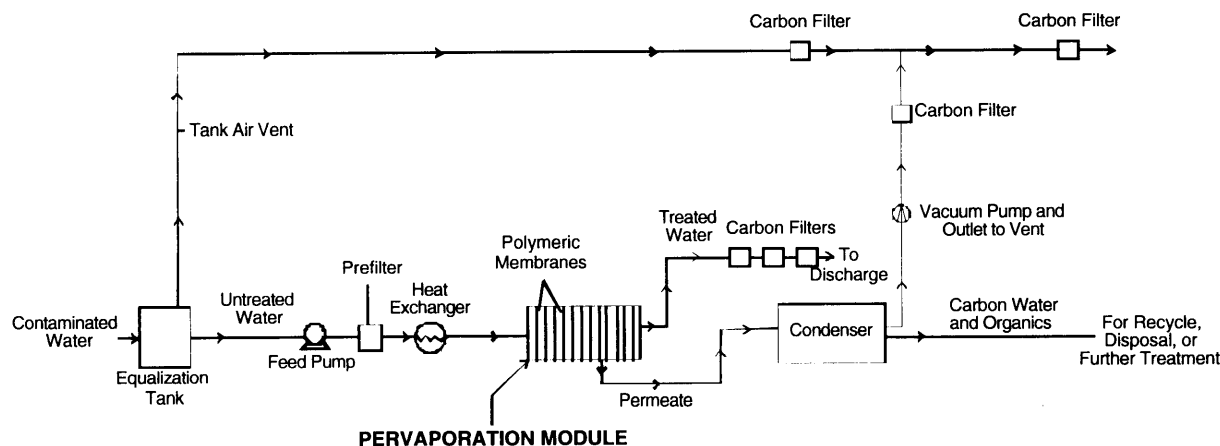 Carbon Filter
Carbon Filter
Tank Air Vent
Carbon Filter
Vacuum Pump and
Outlet to Vent
Treated
Water
Carbon Filters
To
Discharge
Polymeric
Membranes
Prefilter
Heat
Exchanger
Untreated
Water
Contaminated
Water
Feed Pump
Equalization
Tank
Condenser
Carbon Water
and Organics
For Recycle,
Disposal, or
Further Treatment
Permeate
PERVAPORATION MODULE